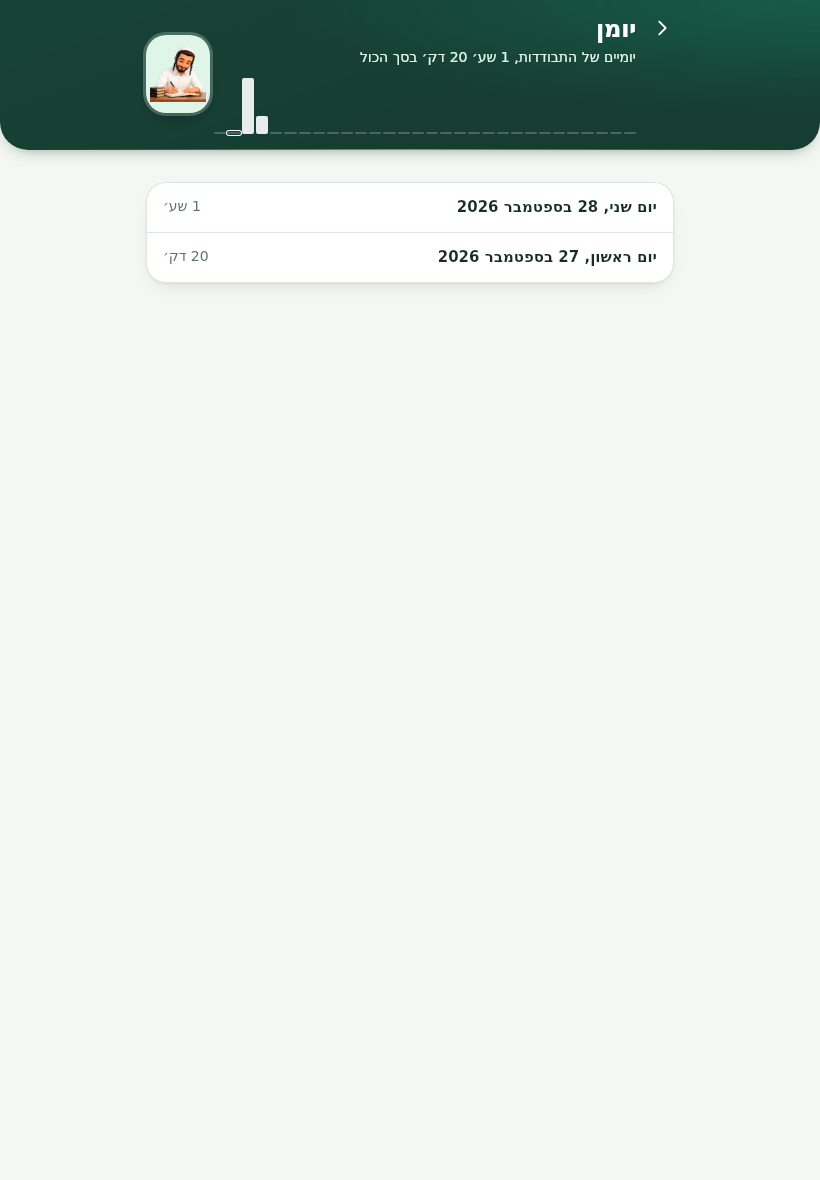 יומן
יומיים של התבודדות, 1 שע׳ 20 דק׳ בסך הכול
יום שני, 28 בספטמבר 2026
1 שע׳
יום ראשון, 27 בספטמבר 2026
20 דק׳